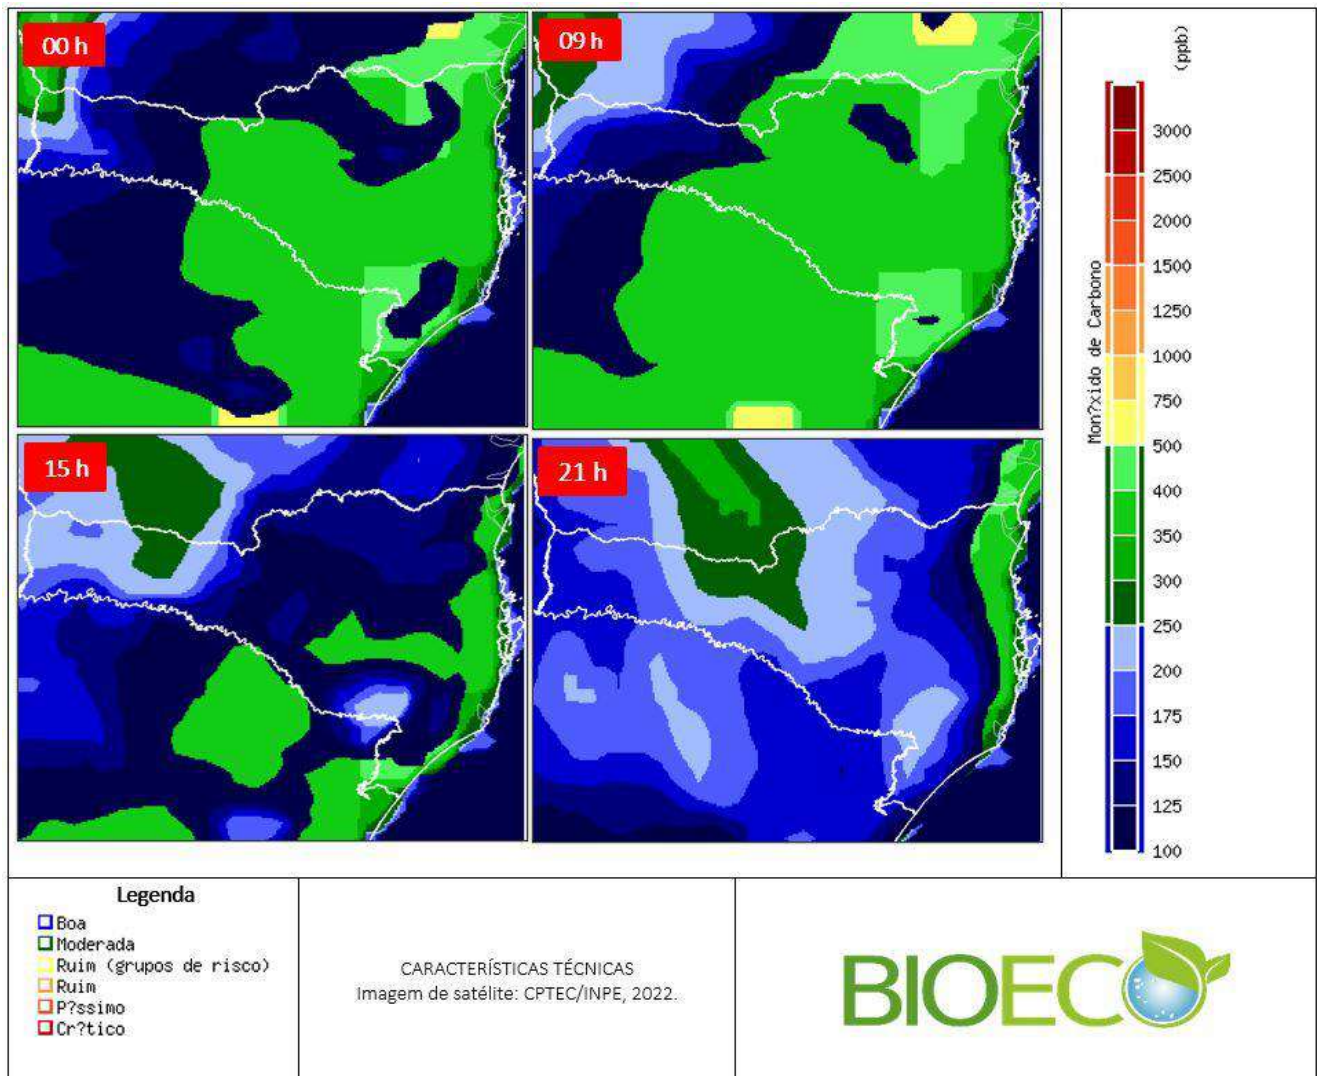 00 h
09 h
15 h
21 h
(ppb)
Mon?xido de Carbono
3000
2500
2000
1500
1250
1000
750
500
400
350
300
250
200
175
150
125
100
Legenda
Boa
Moderada
Ruim (grupos de risco)
Ruim
P?ssimo
Cr?tico
CARACTERÍSTICAS TÉCNICAS
Imagem de satélite: CPTEC/INPE, 2022.
BIOECO